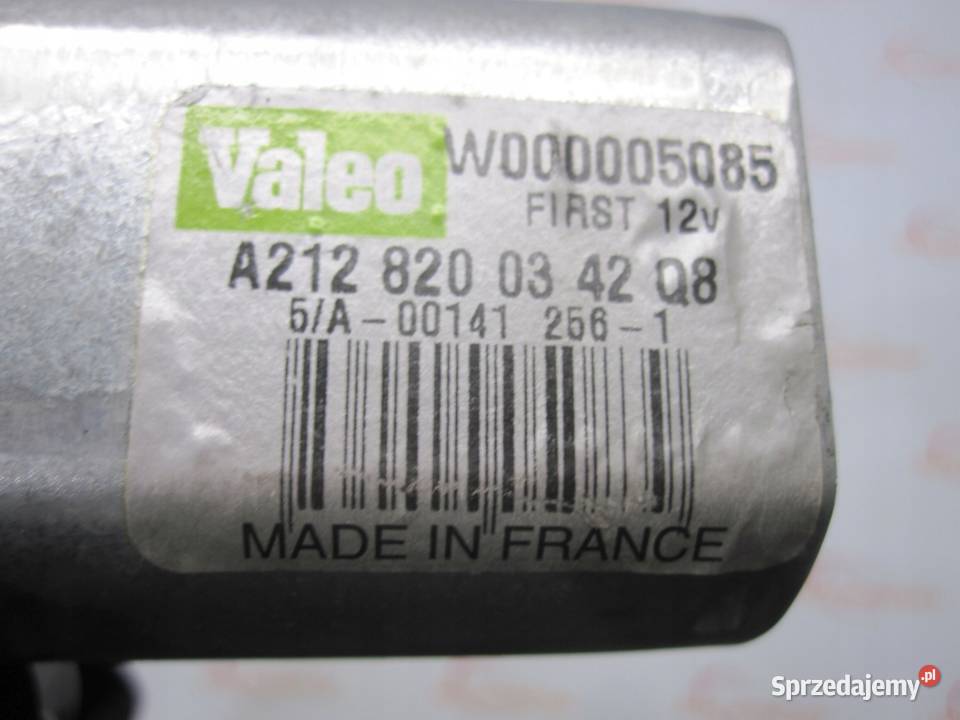 Valeo W000005085
FIRST 12v
A212 820 03 42 Q8
5/A-00141 256-1
MADE IN FRANCE
Sprzedajemy.pl